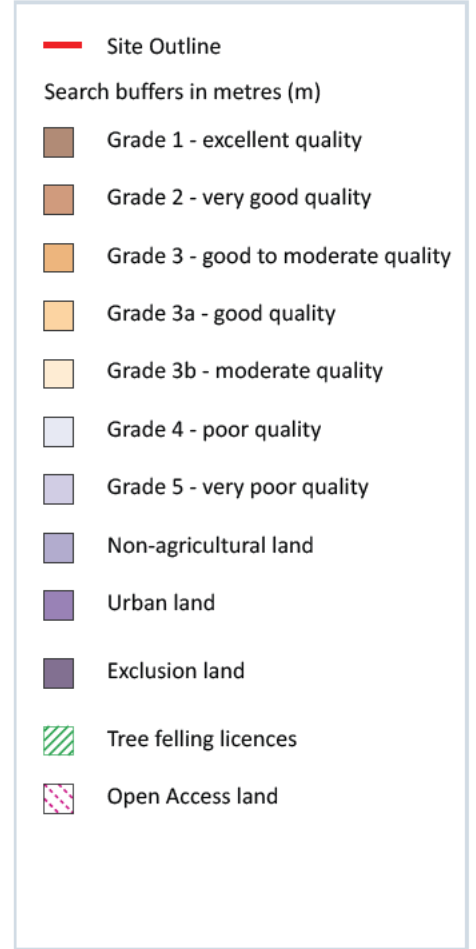 Site Outline
Search buffers in metres (m)
Grade 1 - excellent quality
Grade 2 - very good quality
Grade 3 - good to moderate quality
Grade 3a - good quality
Grade 3b - moderate quality
Grade 4 - poor quality
Grade 5 - very poor quality
Non-agricultural land
Urban land
Exclusion land
Tree felling licences
Open Access land